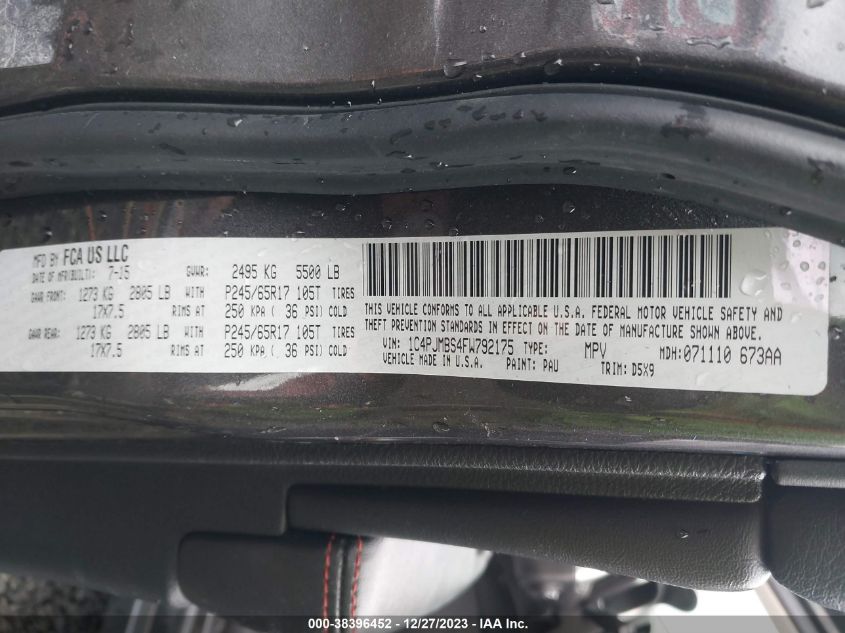 MFD BY FCA US LLC
DATE OF MFR(BUILT): 7-15 GVWR: 2495 KG 5500 LB
GAWR FRONT: 1273 KG 2805 LB WITH P245/65R17 105T TIRES
17X7.5 RIMS AT 250 KPA ( 36 PSI) COLD
GAWR REAR: 1273 KG 2805 LB WITH P245/65R17 105T TIRES
17X7.5 RIMS AT 250 KPA ( 36 PSI) COLD
THIS VEHICLE CONFORMS TO ALL APPLICABLE U.S.A. FEDERAL MOTOR VEHICLE SAFETY AND
THEFT PREVENTION STANDARDS IN EFFECT ON THE DATE OF MANUFACTURE SHOWN ABOVE.
VIN: 1C4PJMBS4FW792175 TYPE: MPV MDH: 071110 673AA
VEHICLE MADE IN U.S.A. PAINT: PAU TRIM: D5X9
000-38396452 - 12/27/2023 - IAA Inc.